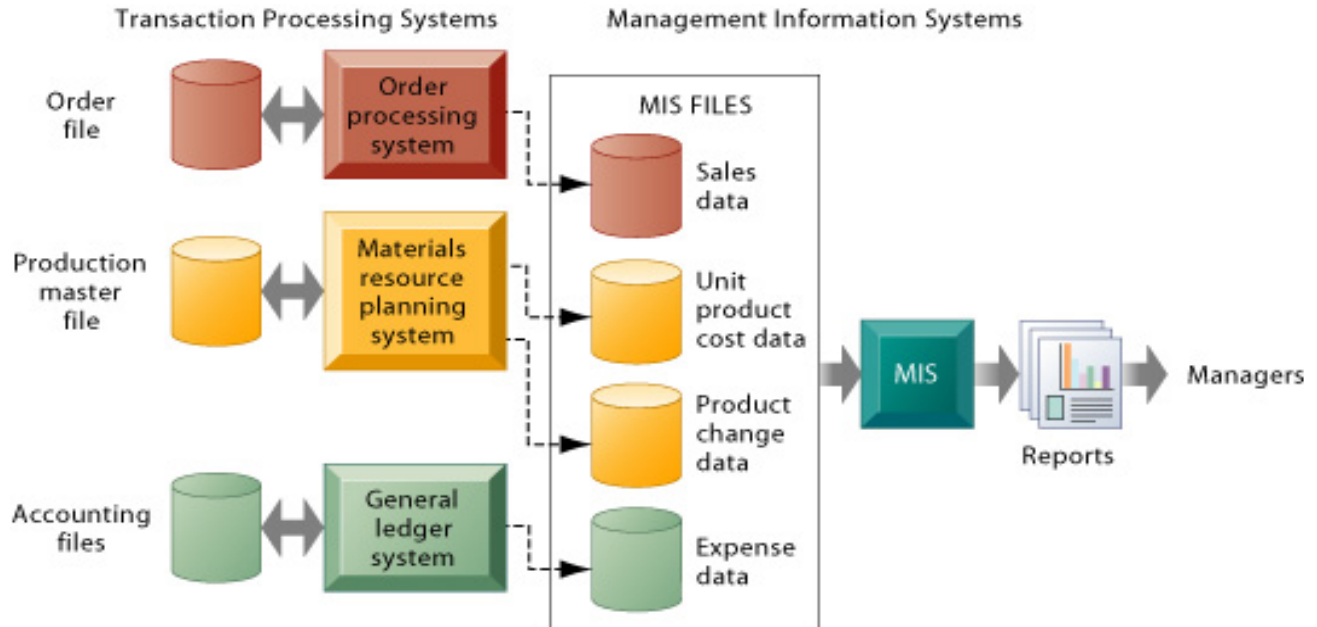 Transaction Processing Systems
Management Information Systems
Order
file
Order
processing
system
MIS FILES
Sales
data
Production
master
file
Materials
resource
planning
system
Unit
product
cost data
Product
change
data
MIS
Reports
Managers
Accounting
files
General
ledger
system
Expense
data